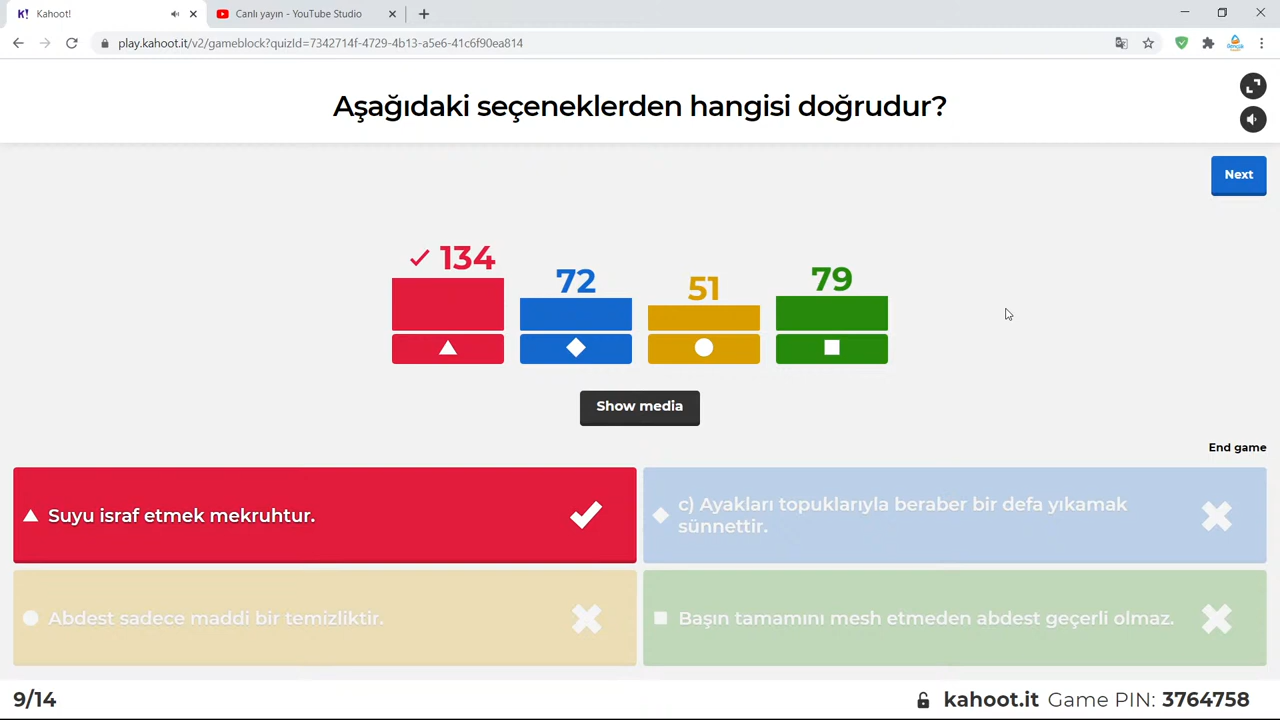 K! Kahoot!
Canlı yayın - YouTube Studio
play.kahoot.it/v2/gameblock?quizId=7342714f-4729-4b13-a5e6-41c6f90ea814
Aşağıdaki seçeneklerden hangisi doğrudur?
Next
134
72
51
79
Show media
End game
Suyu israf etmek mekruhtur.
c) Ayakları topuklarıyla beraber bir defa yıkamak
sünnettir.
Abdest sadece maddi bir temizliktir.
Başın tamamını mesh etmeden abdest geçerli olmaz.
9/14
kahoot.it Game PIN: 3764758